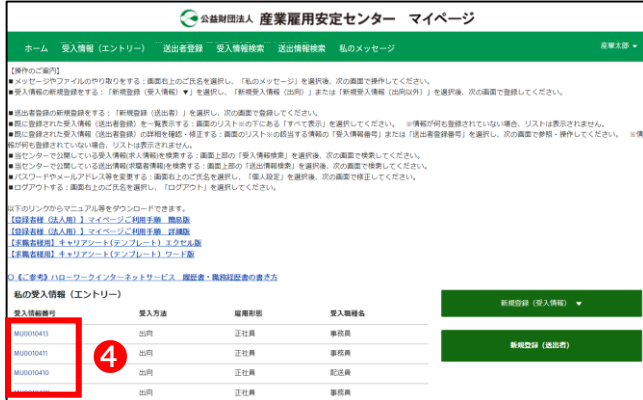 公益財団法人 産業雇用安定センター マイページ
ホーム 受入情報（エントリー） 送出者登録 受入情報検索 送出情報検索 私のメッセージ 産雇太郎
【操作のご案内】
■メッセージやファイルのやり取りをする：画面右上のご氏名を選択し、「私のメッセージ」を選択後、次の画面で操作してください。
■受入情報の新規登録をする：「新規登録（受入情報）▼」を選択し、「新規受入情報（出向）」または「新規受入情報（出向以外）」を選択後、次の画面で登録してください。
■送出者登録の新規登録をする：「新規登録（送出者）」を選択し、次の画面で登録してください。
■既に登録された受入情報（送出者登録）を一覧表示する：画面のリスト※の下にある「すべて表示」を選択してください。 ※情報が何も登録されていない場合、リストは表示されません。
■既に登録された受入情報（送出者登録）の詳細を確認・修正する：画面のリスト※の該当する情報の「受入情報番号」または「送出者登録番号」を選択し、次の画面で参照・操作してください。 ※情
報が何も登録されていない場合、リストは表示されません。
■当センターで公開している受入情報(求人情報)を検索する：画面上部の「受入情報検索」を選択後、次の画面で検索してください。
■当センターで公開している送出情報(求職者情報)を検索する：画面上部の「送出情報検索」を選択後、次の画面で検索してください。
■パスワードやメールアドレス等を変更する：画面右上のご氏名を選択し、「個人設定」を選択後、次の画面で修正してください。
■ログアウトする：画面右上のご氏名を選択し、「ログアウト」を選択してください。
以下のリンクからマニュアル等をダウンロードできます。
【登録者様（法人用）】マイページご利用手順 簡易版
【登録者様（法人用）】マイページご利用手順 詳細版
【求職者様用】キャリアシート(テンプレート) エクセル版
【求職者様用】キャリアシート(テンプレート) ワード版
○《ご参考》ハローワークインターネットサービス 履歴書・職務経歴書の書き方
私の受入情報（エントリー）
新規登録（受入情報） ▼
受入情報番号 受入方法 雇用形態 受入職種名
MU0010413 出向 正社員 事務員
新規登録（送出者）
MU0010411 出向 正社員 事務員
4
MU0010410 出向 正社員 配送員
出向 正社員 事務員